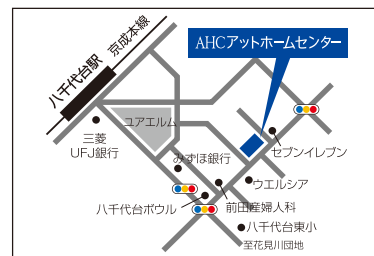 京成本線
八千代台駅
AHCアットホームセンター
ユアエルム
三菱
UFJ銀行
みずほ銀行
セブンイレブン
ウエルシア
八千代台ボウル
前田産婦人科
八千代台東小
至花見川団地